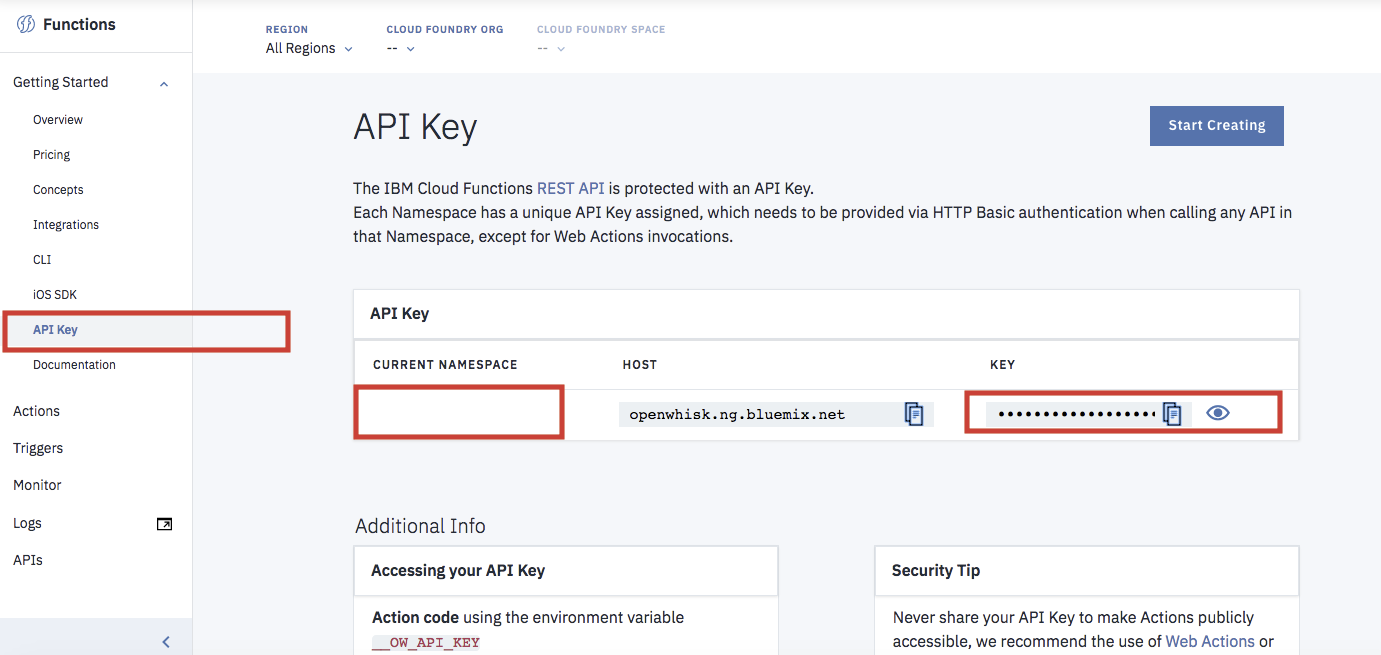 Functions
REGION
All Regions
CLOUD FOUNDRY ORG
--
CLOUD FOUNDRY SPACE
--
Getting Started
Overview
Pricing
Concepts
Integrations
CLI
iOS SDK
API Key
Documentation
Actions
Triggers
Monitor
Logs
APIs
API Key
Start Creating
The IBM Cloud Functions REST API is protected with an API Key.
Each Namespace has a unique API Key assigned, which needs to be provided via HTTP Basic authentication when calling any API in
that Namespace, except for Web Actions invocations.
API Key
CURRENT NAMESPACE HOST KEY
openwhisk.ng.bluemix.net ••••••••••••••••••
Additional Info
Accessing your API Key
Action code using the environment variable
__OW_API_KEY
Security Tip
Never share your API Key to make Actions publicly
accessible, we recommend the use of Web Actions or